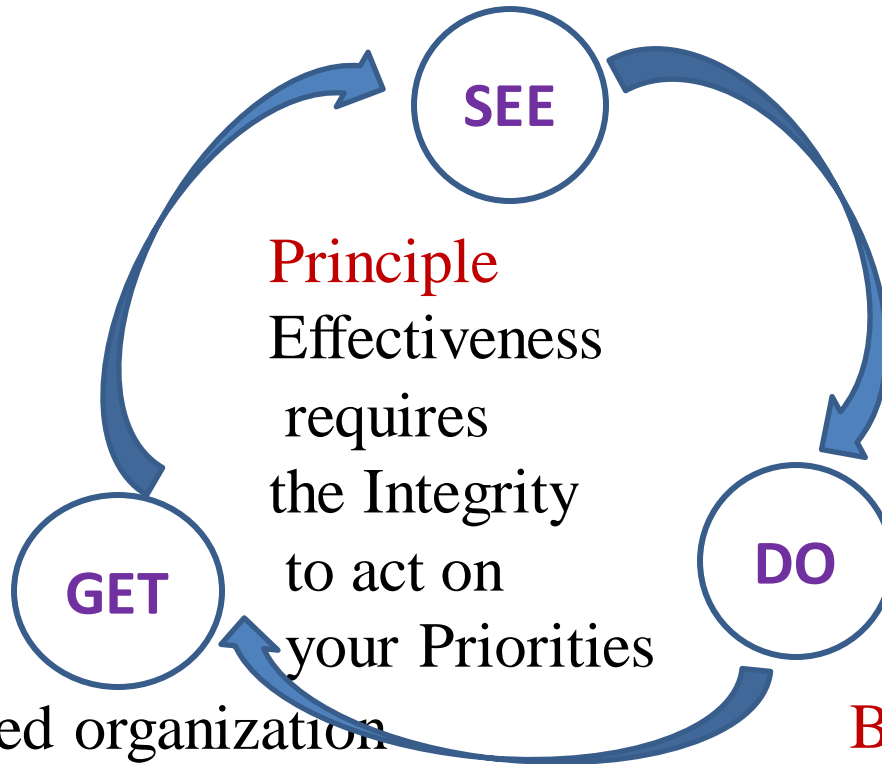 SEE
Principle
Effectiveness
requires
the Integrity
to act on
your Priorities
GET
DO
ed organization
B